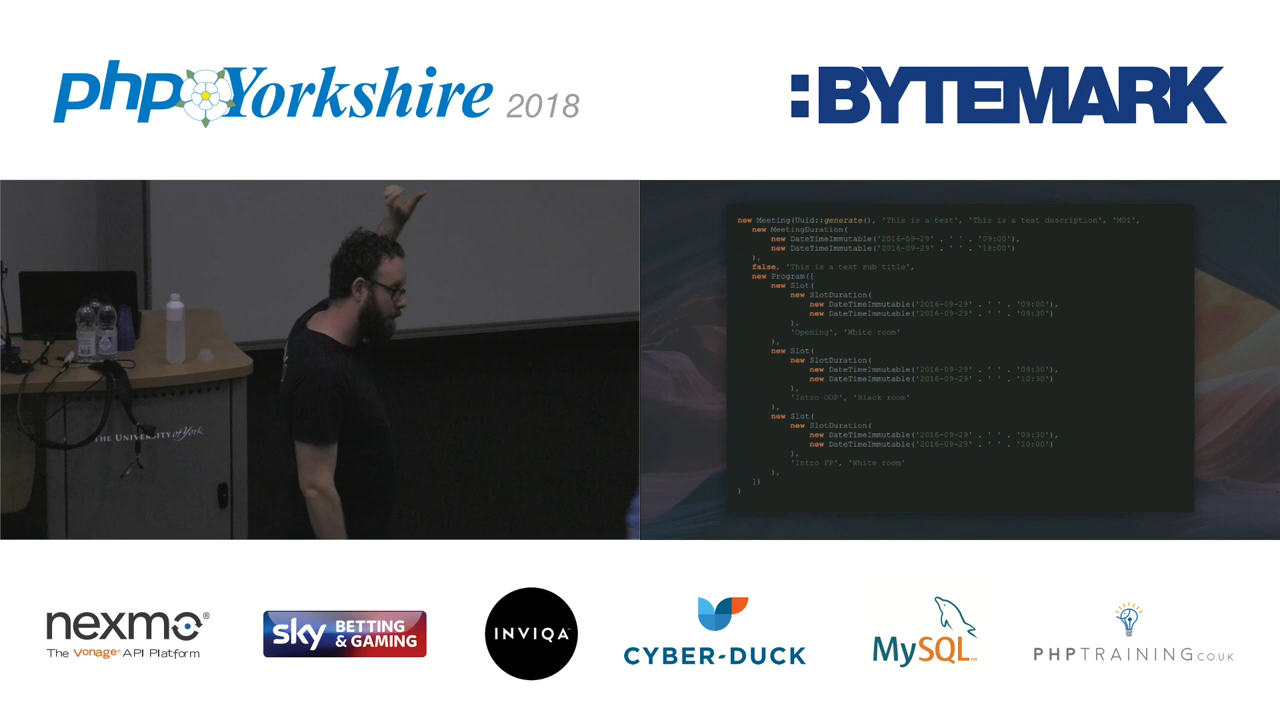 php Yorkshire 2018
:BYTEMARK
THE UNIVERSITY of York
new Meeting(Uuid::generate(), 'This is a test', 'This is a test description', 'M01',
new MeetingDuration(
new DateTimeImmutable('2016-09-29' . ' ' . '09:00'),
new DateTimeImmutable('2016-09-29' . ' ' . '18:00')
),
false, 'This is a test sub title',
new Program([
new Slot(
new SlotDuration(
new DateTimeImmutable('2016-09-29' . ' ' . '09:00'),
new DateTimeImmutable('2016-09-29' . ' ' . '09:30')
),
'Opening', 'White room'
),
new Slot(
new SlotDuration(
new DateTimeImmutable('2016-09-29' . ' ' . '09:30'),
new DateTimeImmutable('2016-09-29' . ' ' . '10:30')
),
'Intro OOP', 'Black room'
),
new Slot(
new SlotDuration(
new DateTimeImmutable('2016-09-29' . ' ' . '09:30'),
new DateTimeImmutable('2016-09-29' . ' ' . '10:00')
),
'Intro FP', 'White room'
),
])
)
nexmo®
The Vonage® API Platform
sky BETTING & GAMING
INVIQA™
CYBER-DUCK
MySQL™
PHPTRAINING.CO.UK